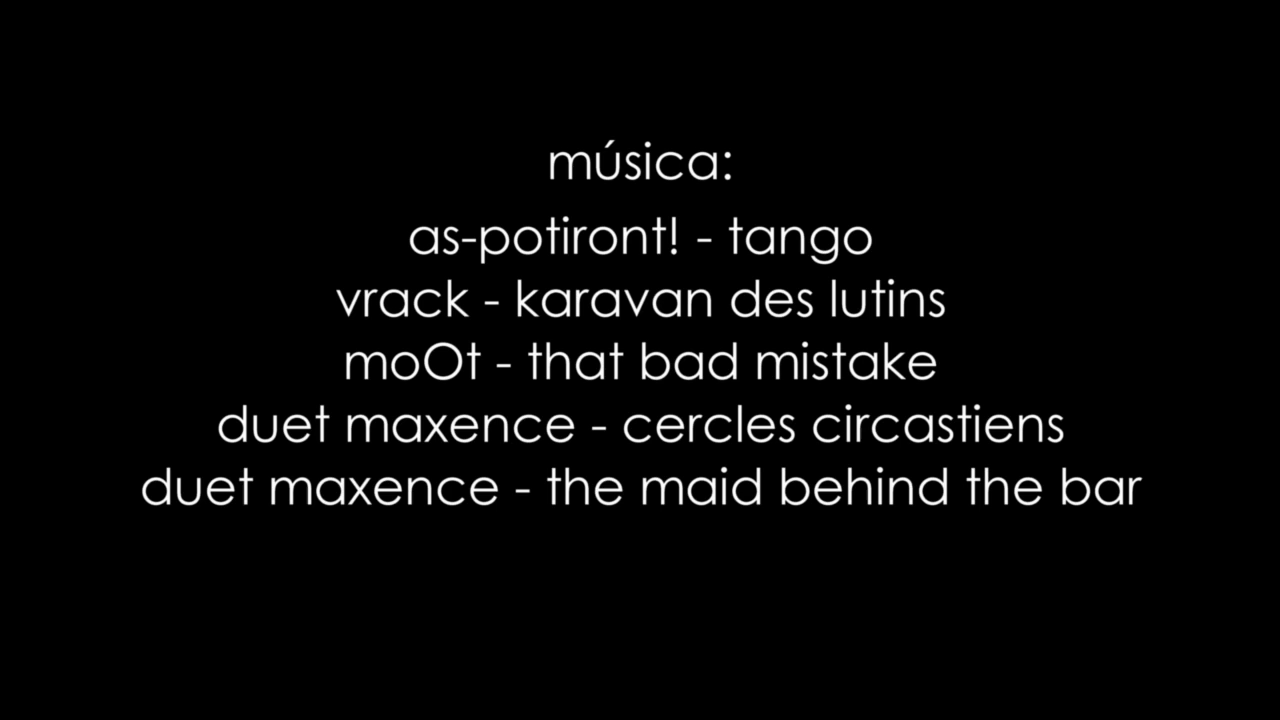 música:
as-potiront! - tango
vrack - karavan des lutins
moOt - that bad mistake
duet maxence - cercles circastiens
duet maxence - the maid behind the bar